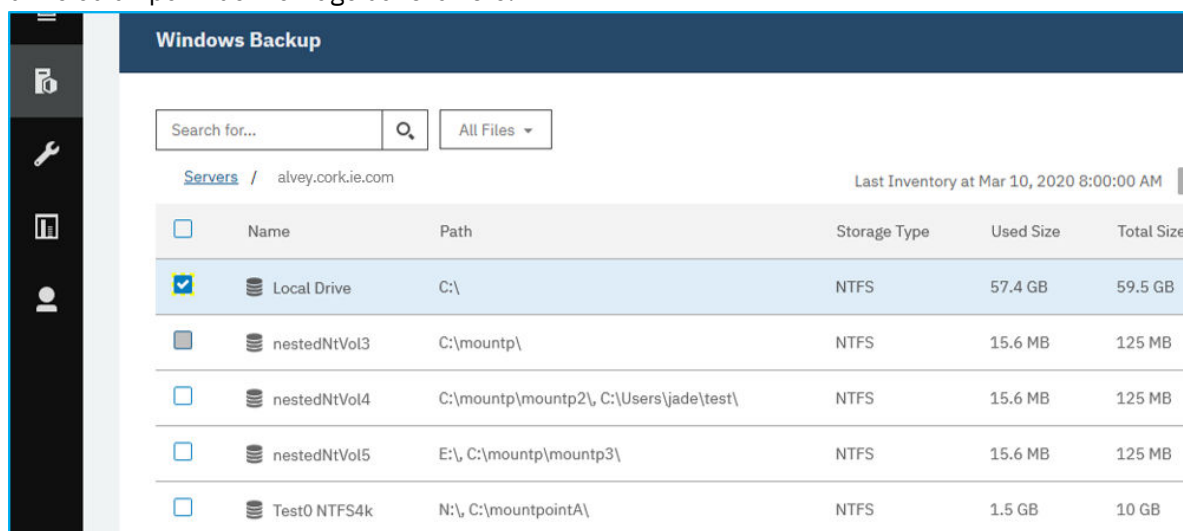 Windows Backup
Search for...
All Files
Servers / alvey.cork.ie.com
Last Inventory at Mar 10, 2020 8:00:00 AM
Name Path Storage Type Used Size Total Size
Local Drive C:\ NTFS 57.4 GB 59.5 GB
nestedNtVol3 C:\mountp\ NTFS 15.6 MB 125 MB
nestedNtVol4 C:\mountp\mountp2\, C:\Users\jade\test\ NTFS 15.6 MB 125 MB
nestedNtVol5 E:\, C:\mountp\mountp3\ NTFS 15.6 MB 125 MB
Test0 NTFS4k N:\, C:\mountpointA\ NTFS 1.5 GB 10 GB